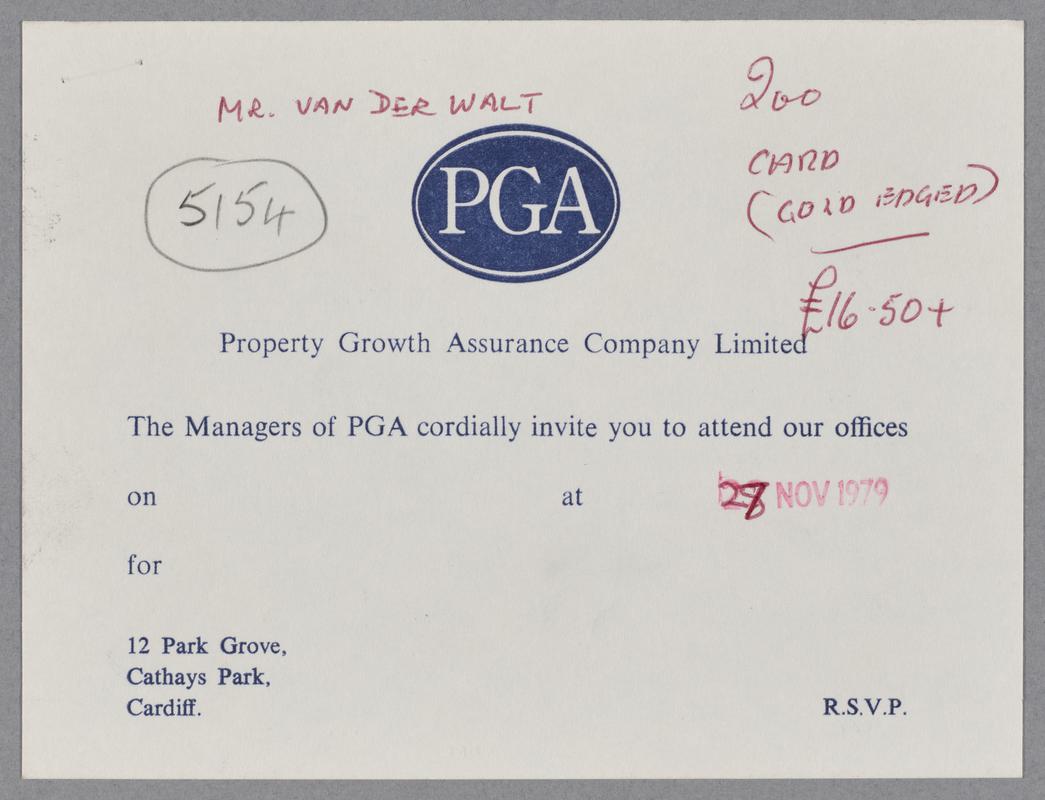 MR. VAN DER WALT
200
CARD
(GOLD EDGED)
5154
PGA
£16·50+
Property Growth Assurance Company Limited
The Managers of PGA cordially invite you to attend our offices
on at 28 NOV 1979
for
12 Park Grove,
Cathays Park,
Cardiff.
R.S.V.P.